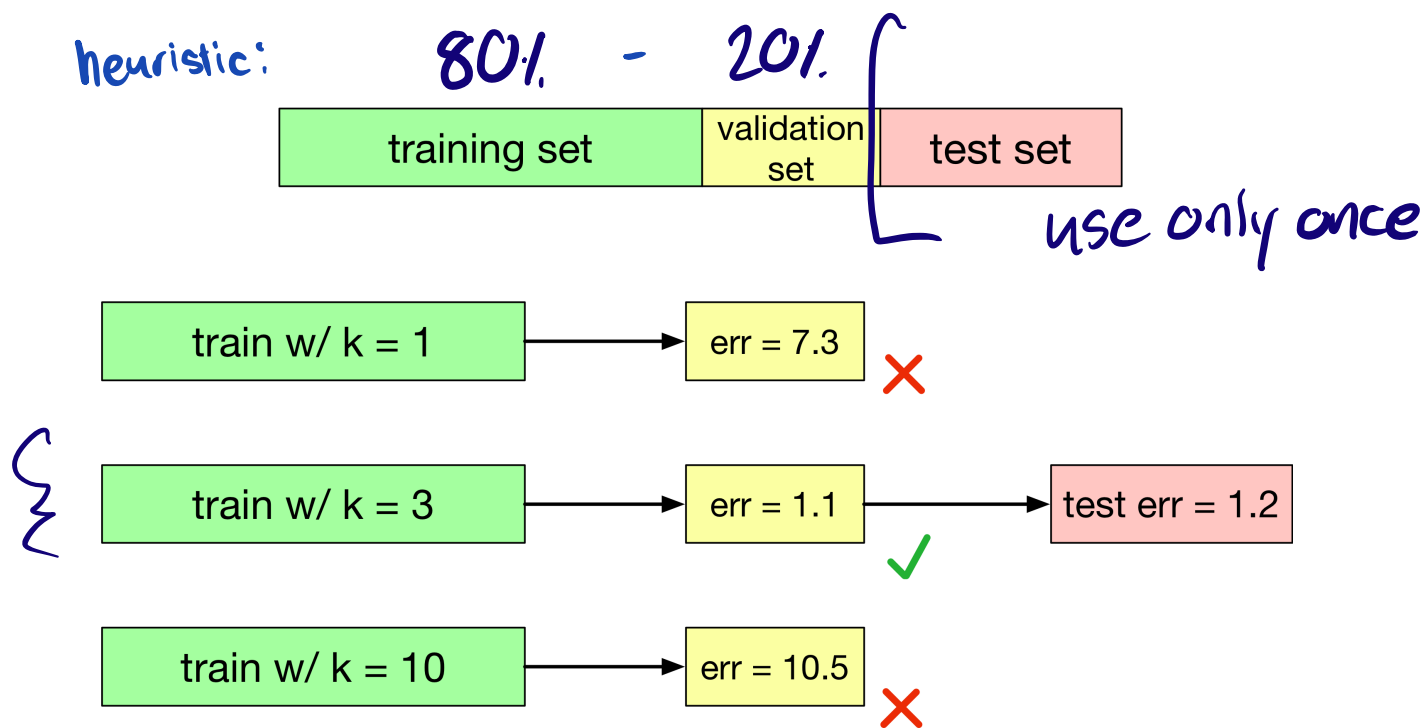 heuristic: 80% - 20%
training set
validation
set
test set
use only once
train w/ k = 1
err = 7.3
train w/ k = 3
err = 1.1
test err = 1.2
train w/ k = 10
err = 10.5